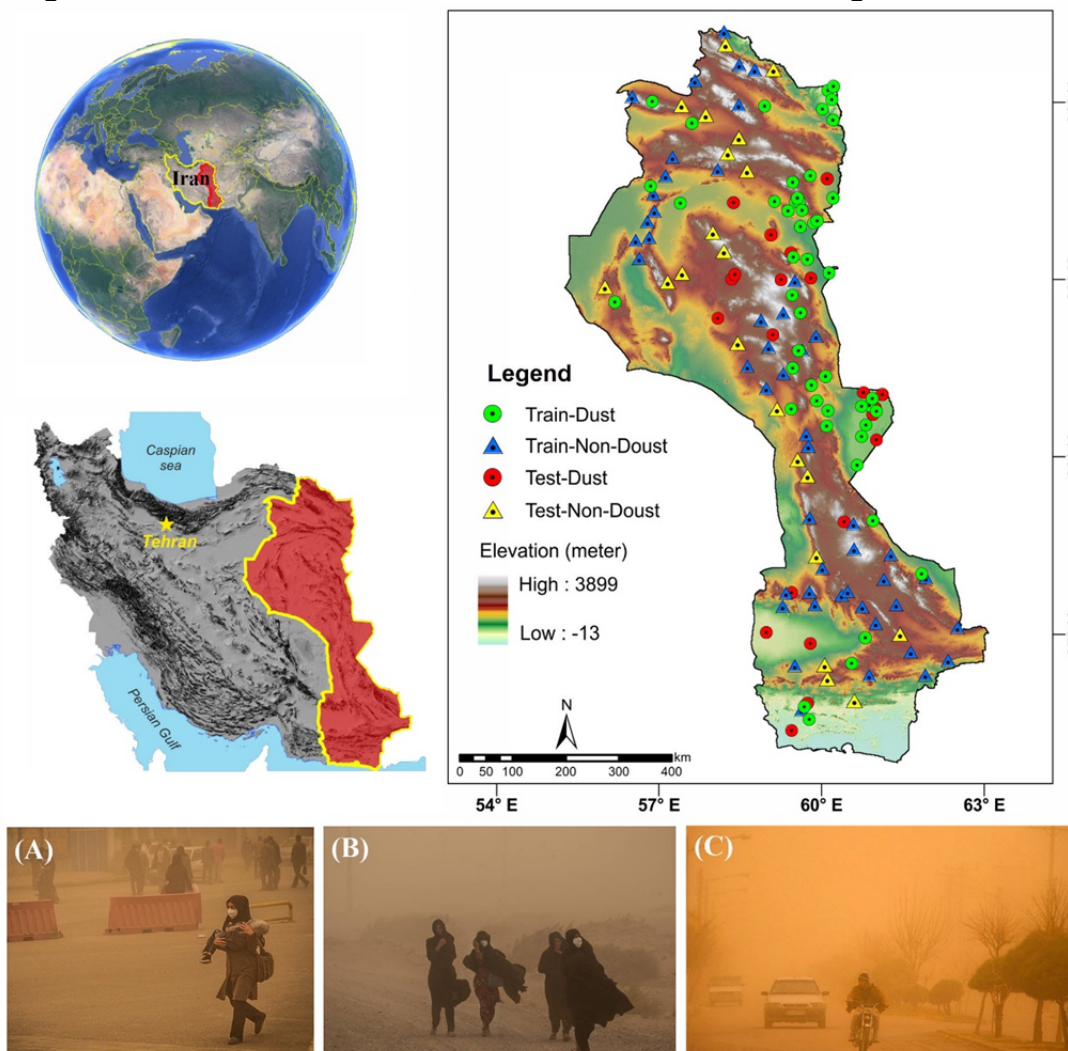 Iran
Caspian
sea
Tehran
Persian Gulf
Legend
Train-Dust
Train-Non-Doust
Test-Dust
Test-Non-Doust
Elevation (meter)
High : 3899
Low : -13
N
0 50 100 200 300 400
km
54° E 57° E 60° E 63° E
(A) (B) (C)